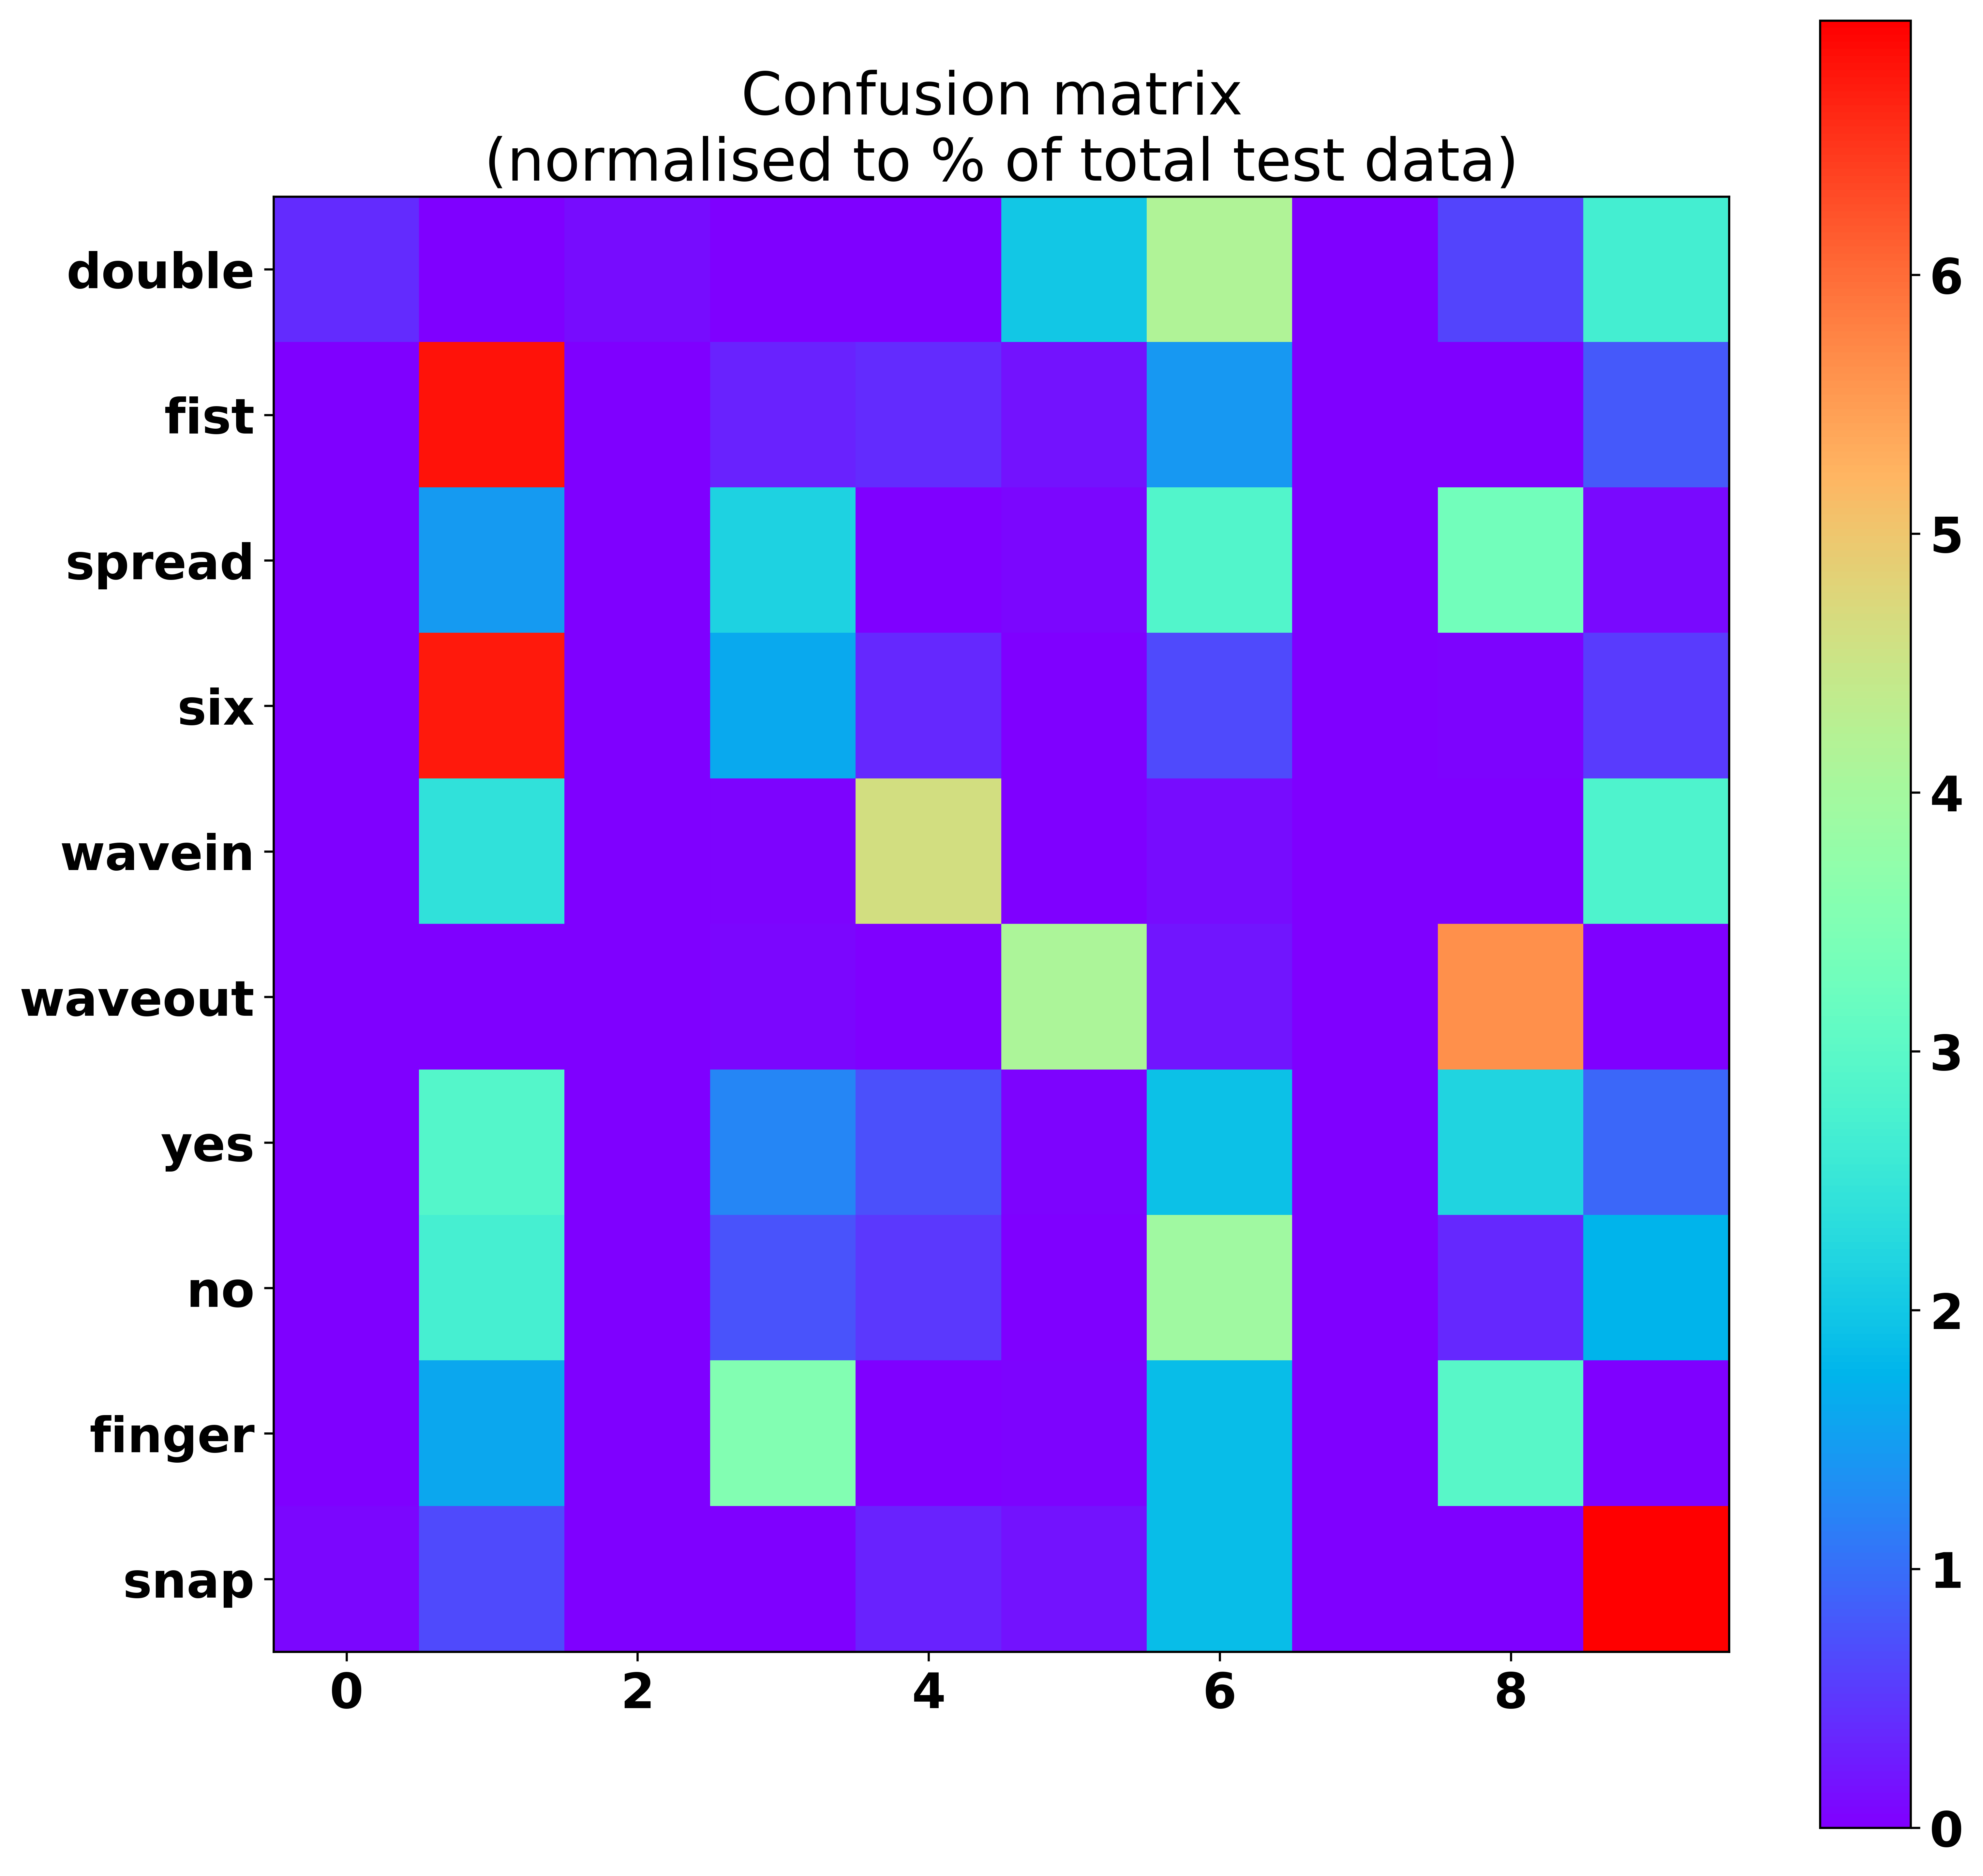 Confusion matrix
(normalised to % of total test data)
double
fist
spread
six
wavein
waveout
yes
no
finger
snap
0 2 4 6 8
6
5
4
3
2
1
0